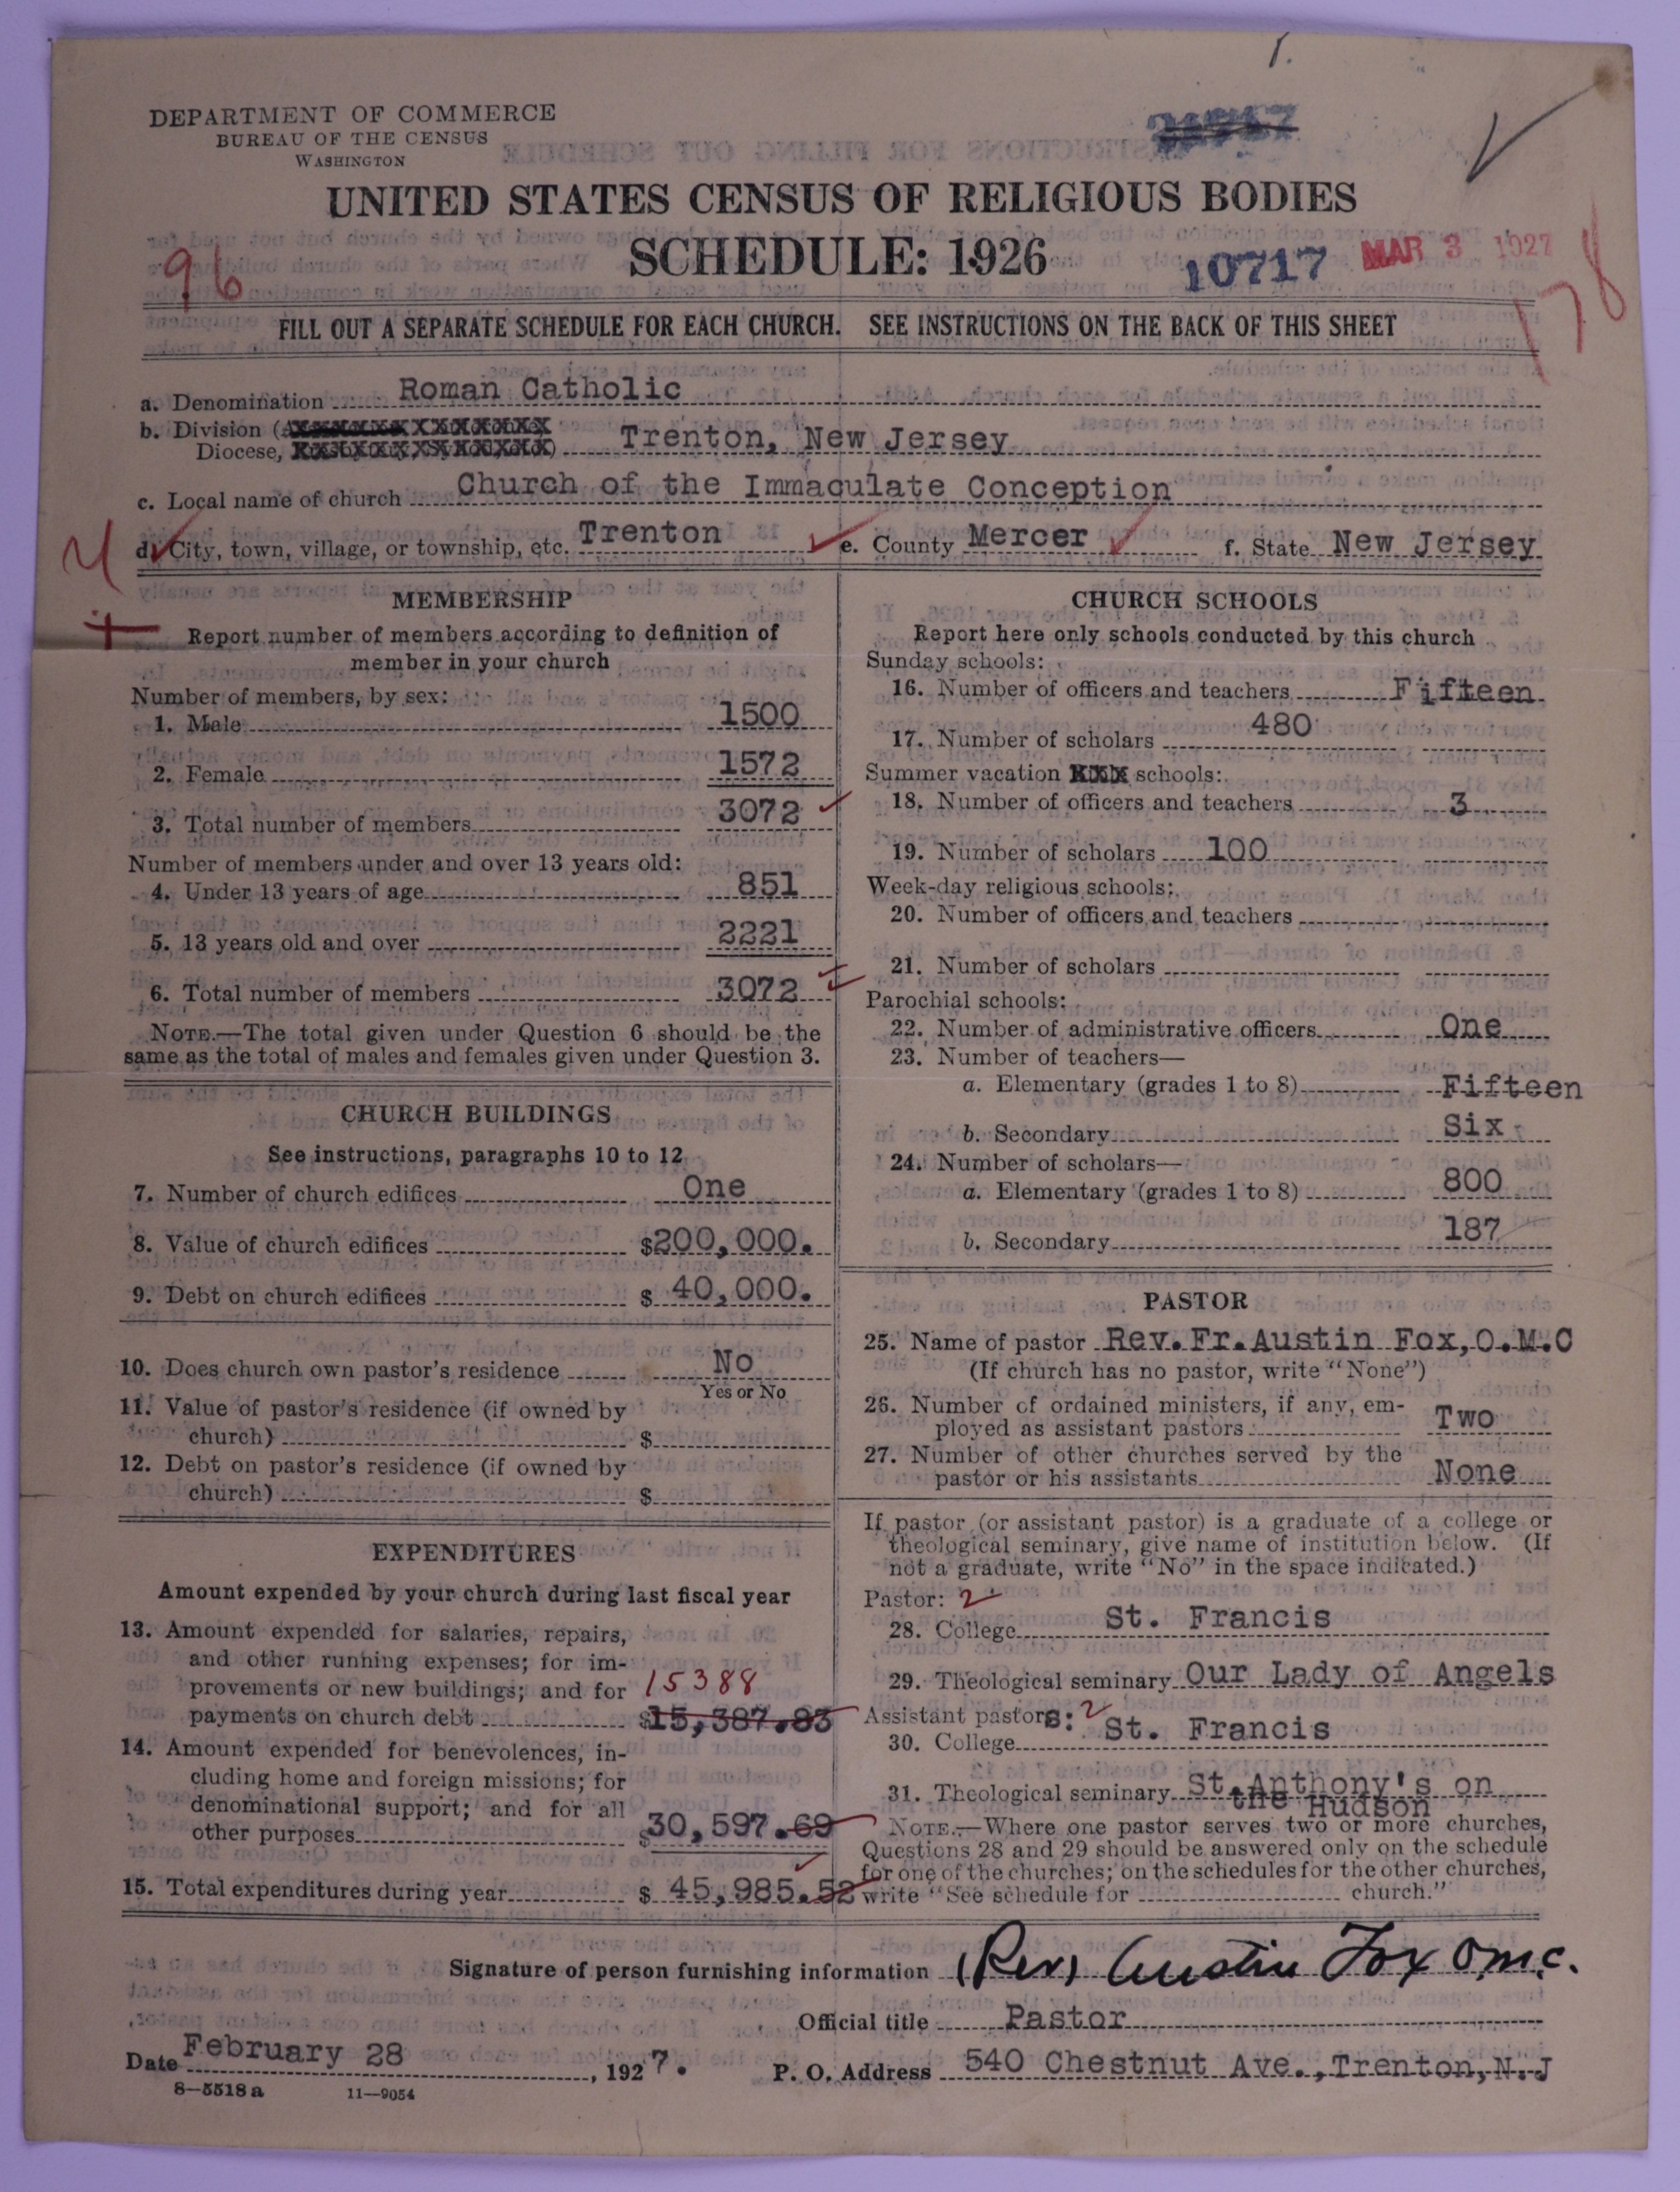 1.
DEPARTMENT OF COMMERCE
BUREAU OF THE CENSUS
WASHINGTON
UNITED STATES CENSUS OF RELIGIOUS BODIES
SCHEDULE: 1926
96
10717
MAR 3 1927
178
FILL OUT A SEPARATE SCHEDULE FOR EACH CHURCH. SEE INSTRUCTIONS ON THE BACK OF THIS SHEET
a. Denomination Roman Catholic
b. Division (
Diocese, ) Trenton, New Jersey
c. Local name of church Church of the Immaculate Conception
d. City, town, village, or township, etc. Trenton e. County Mercer f. State New Jersey
MEMBERSHIP
Report number of members according to definition of
member in your church
Number of members, by sex:
1. Male 1500
2. Female 1572
3. Total number of members 3072
Number of members under and over 13 years old:
4. Under 13 years of age 851
5. 13 years old and over 2221
6. Total number of members 3072
NOTE.—The total given under Question 6 should be the
same as the total of males and females given under Question 3.
CHURCH BUILDINGS
See instructions, paragraphs 10 to 12
7. Number of church edifices One
8. Value of church edifices $200,000.
9. Debt on church edifices $ 40,000.
10. Does church own pastor's residence No
Yes or No
11. Value of pastor's residence (if owned by
church) $
12. Debt on pastor's residence (if owned by
church) $
EXPENDITURES
Amount expended by your church during last fiscal year
13. Amount expended for salaries, repairs,
and other running expenses; for im-
provements or new buildings; and for 15388
payments on church debt $15,387.83
14. Amount expended for benevolences, in-
cluding home and foreign missions; for
denominational support; and for all
other purposes $30,597.69
15. Total expenditures during year $ 45,985.52
CHURCH SCHOOLS
Report here only schools conducted by this church
Sunday schools:
16. Number of officers and teachers Fifteen
17. Number of scholars 480
Summer vacation XXX schools:
18. Number of officers and teachers 3
19. Number of scholars 100
Week-day religious schools:
20. Number of officers and teachers
21. Number of scholars
Parochial schools:
22. Number of administrative officers One
23. Number of teachers—
a. Elementary (grades 1 to 8) Fifteen
b. Secondary Six
24. Number of scholars—
a. Elementary (grades 1 to 8) 800
b. Secondary 187
PASTOR
25. Name of pastor Rev. Fr. Austin Fox, O.M.C
(If church has no pastor, write "None")
26. Number of ordained ministers, if any, em-
ployed as assistant pastors Two
27. Number of other churches served by the
pastor or his assistants None
If pastor (or assistant pastor) is a graduate of a college or
theological seminary, give name of institution below. (If
not a graduate, write "No" in the space indicated.)
Pastor: 2
28. College St. Francis
29. Theological seminary Our Lady of Angels
Assistant pastors: 2
30. College St. Francis
31. Theological seminary St. Anthony's on
the Hudson
NOTE.—Where one pastor serves two or more churches,
Questions 28 and 29 should be answered only on the schedule
for one of the churches; on the schedules for the other churches,
write "See schedule for church."
Signature of person furnishing information (Rev) Austin Fox O.M.C.
Official title Pastor
Date February 28, 1927. P. O. Address 540 Chestnut Ave., Trenton, N.J
8—5518 a 11—9054